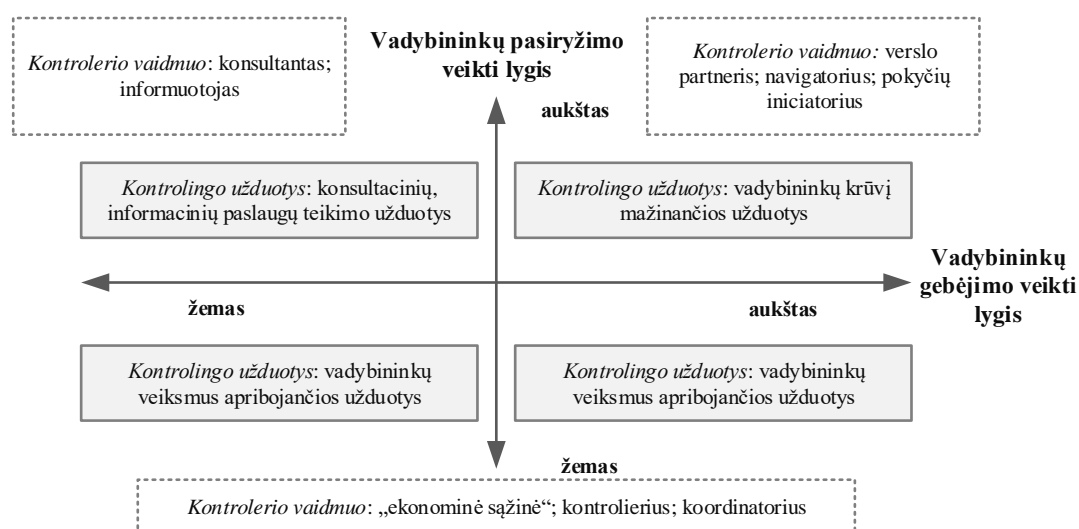 Kontrolerio vaidmuo: konsultantas;
informuotojas
Vadybininkų pasiryžimo
veikti lygis
Kontrolerio vaidmuo: verslo
partneris; navigatorius; pokyčių
iniciatorius
aukštas
Kontrolingo užduotys: konsultacinių,
informacinių paslaugų teikimo užduotys
Kontrolingo užduotys: vadybininkų krūvį
mažinančios užduotys
Vadybininkų
gebėjimo veikti
lygis
žemas
aukštas
Kontrolingo užduotys: vadybininkų
veiksmus apribojančios užduotys
Kontrolingo užduotys: vadybininkų
veiksmus apribojančios užduotys
žemas
Kontrolerio vaidmuo: „ekonominė sąžinė“; kontrolierius; koordinatorius